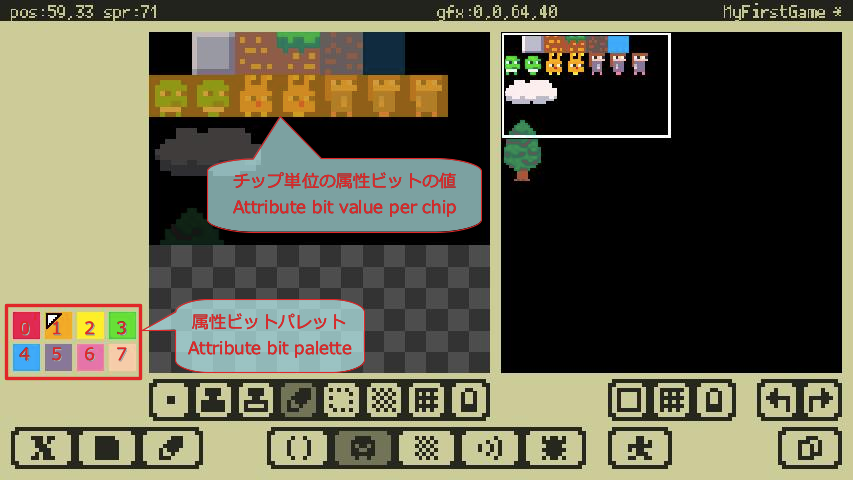 pos:59,33 spr:71
gfx:0,0,64,40
MyFirstGame *
チップ単位の属性ビットの値
Attribute bit value per chip
属性ビットパレット
Attribute bit palette
0 1 2 3
4 5 6 7